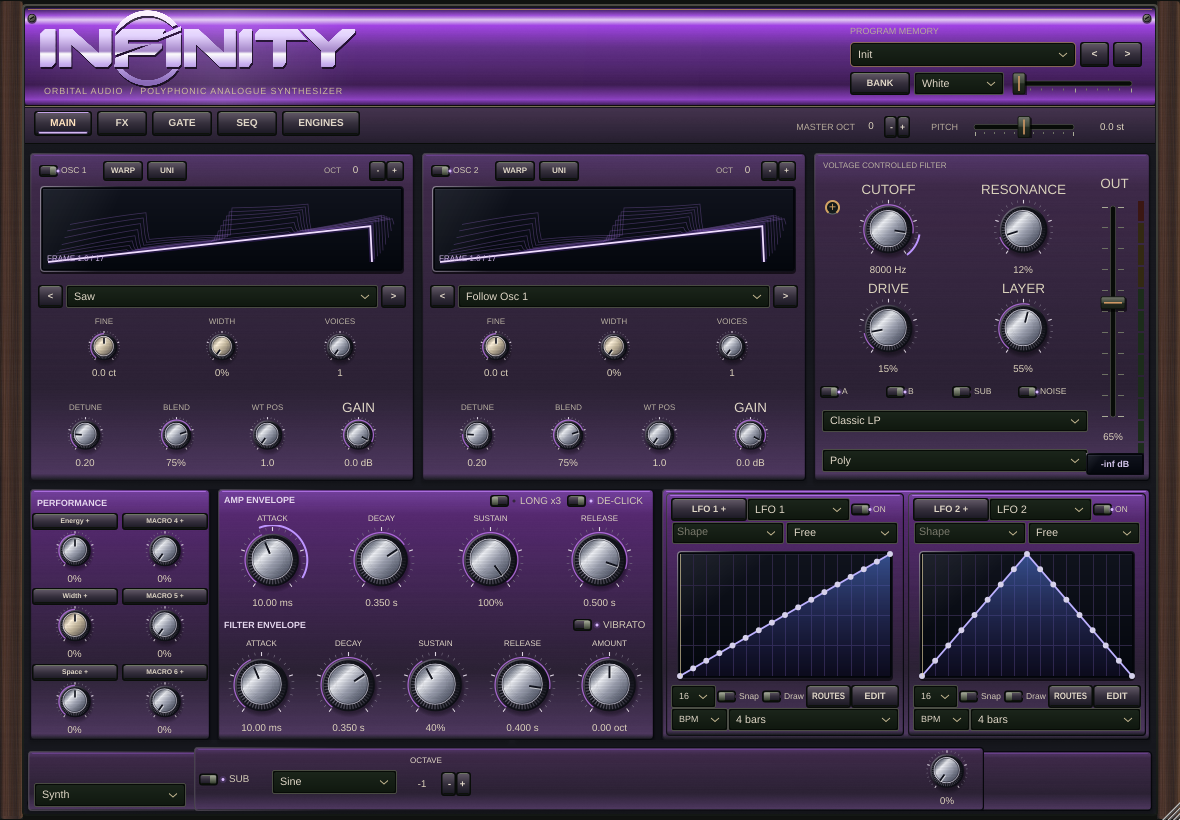 INFINITY
ORBITAL AUDIO / POLYPHONIC ANALOGUE SYNTHESIZER
PROGRAM MEMORY
Init < >
BANK White
MAIN FX GATE SEQ ENGINES
MASTER OCT 0 - + PITCH 0.0 st
OSC 1 WARP UNI OCT 0 - +
FRAME 1.0 / 17
< Saw >
FINE WIDTH VOICES
0.0 ct 0% 1
DETUNE BLEND WT POS GAIN
0.20 75% 1.0 0.0 dB
OSC 2 WARP UNI OCT 0 - +
FRAME 1.0 / 17
< Follow Osc 1 >
FINE WIDTH VOICES
0.0 ct 0% 1
DETUNE BLEND WT POS GAIN
0.20 75% 1.0 0.0 dB
VOLTAGE CONTROLLED FILTER
CUTOFF RESONANCE OUT
8000 Hz 12%
DRIVE LAYER
15% 55%
A B SUB NOISE
Classic LP
65%
Poly
-inf dB
PERFORMANCE
Energy + MACRO 4 +
0% 0%
Width + MACRO 5 +
0% 0%
Space + MACRO 6 +
0% 0%
AMP ENVELOPE LONG x3 DE-CLICK
ATTACK DECAY SUSTAIN RELEASE
10.00 ms 0.350 s 100% 0.500 s
FILTER ENVELOPE VIBRATO
ATTACK DECAY SUSTAIN RELEASE AMOUNT
10.00 ms 0.350 s 40% 0.400 s 0.00 oct
LFO 1 + LFO 1 ON
Shape Free
16 Snap Draw ROUTES EDIT
BPM 4 bars
LFO 2 + LFO 2 ON
Shape Free
16 Snap Draw ROUTES EDIT
BPM 4 bars
Synth
SUB Sine
OCTAVE
-1 - +
0%